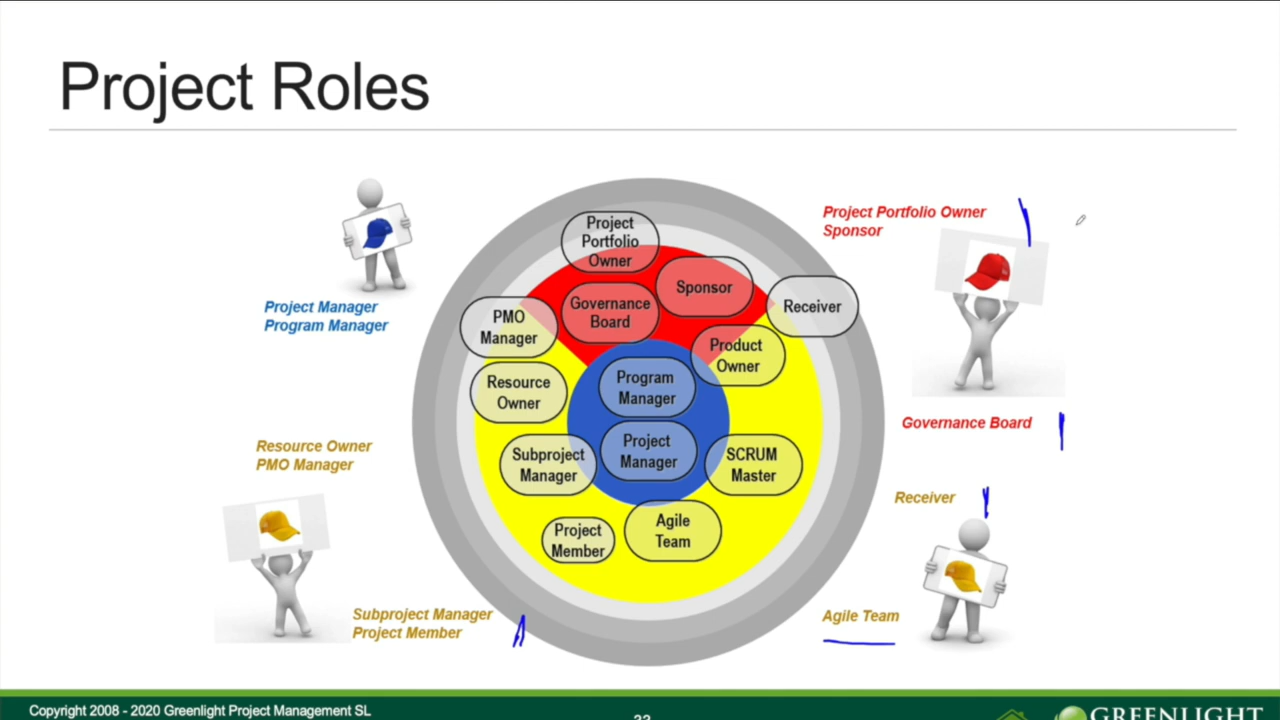 Project Roles
Project Manager
Program Manager
Resource Owner
PMO Manager
Subproject Manager
Project Member
Project
Portfolio
Owner
Governance
Board
Sponsor
Receiver
PMO
Manager
Product
Owner
Resource
Owner
Program
Manager
Project
Manager
Subproject
Manager
SCRUM
Master
Project
Member
Agile
Team
Project Portfolio Owner
Sponsor
Governance Board
Receiver
Agile Team
Copyright 2008 - 2020 Greenlight Project Management SL
GREENLIGHT